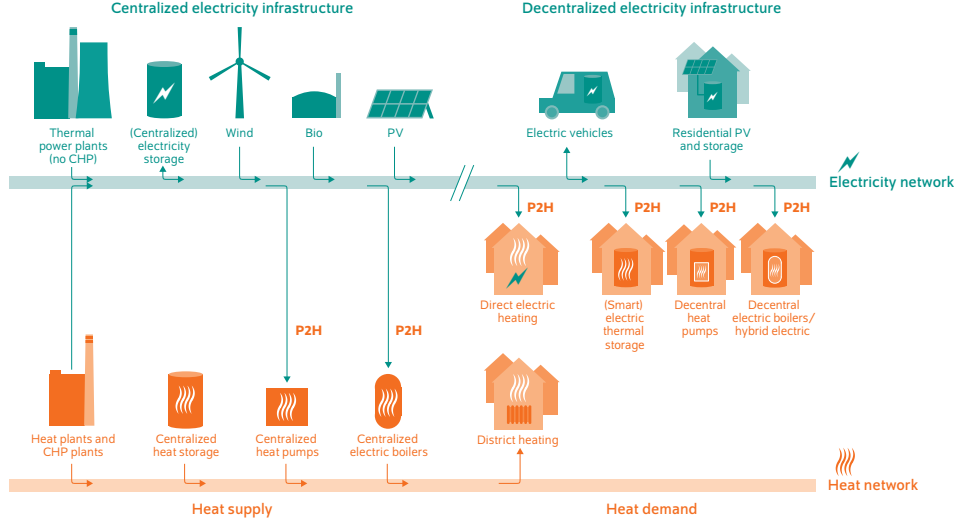 Centralized electricity infrastructure
Decentralized electricity infrastructure
Thermal
power plants
(no CHP)
(Centralized)
electricity
storage
Wind
Bio
PV
Electric vehicles
Residential PV
and storage
Electricity network
P2H
P2H
P2H
P2H
Direct electric
heating
(Smart)
electric
thermal
storage
Decentral
heat
pumps
Decentral
electric boilers/
hybrid electric
P2H
P2H
Heat plants and
CHP plants
Centralized
heat storage
Centralized
heat pumps
Centralized
electric boilers
District heating
Heat network
Heat supply
Heat demand